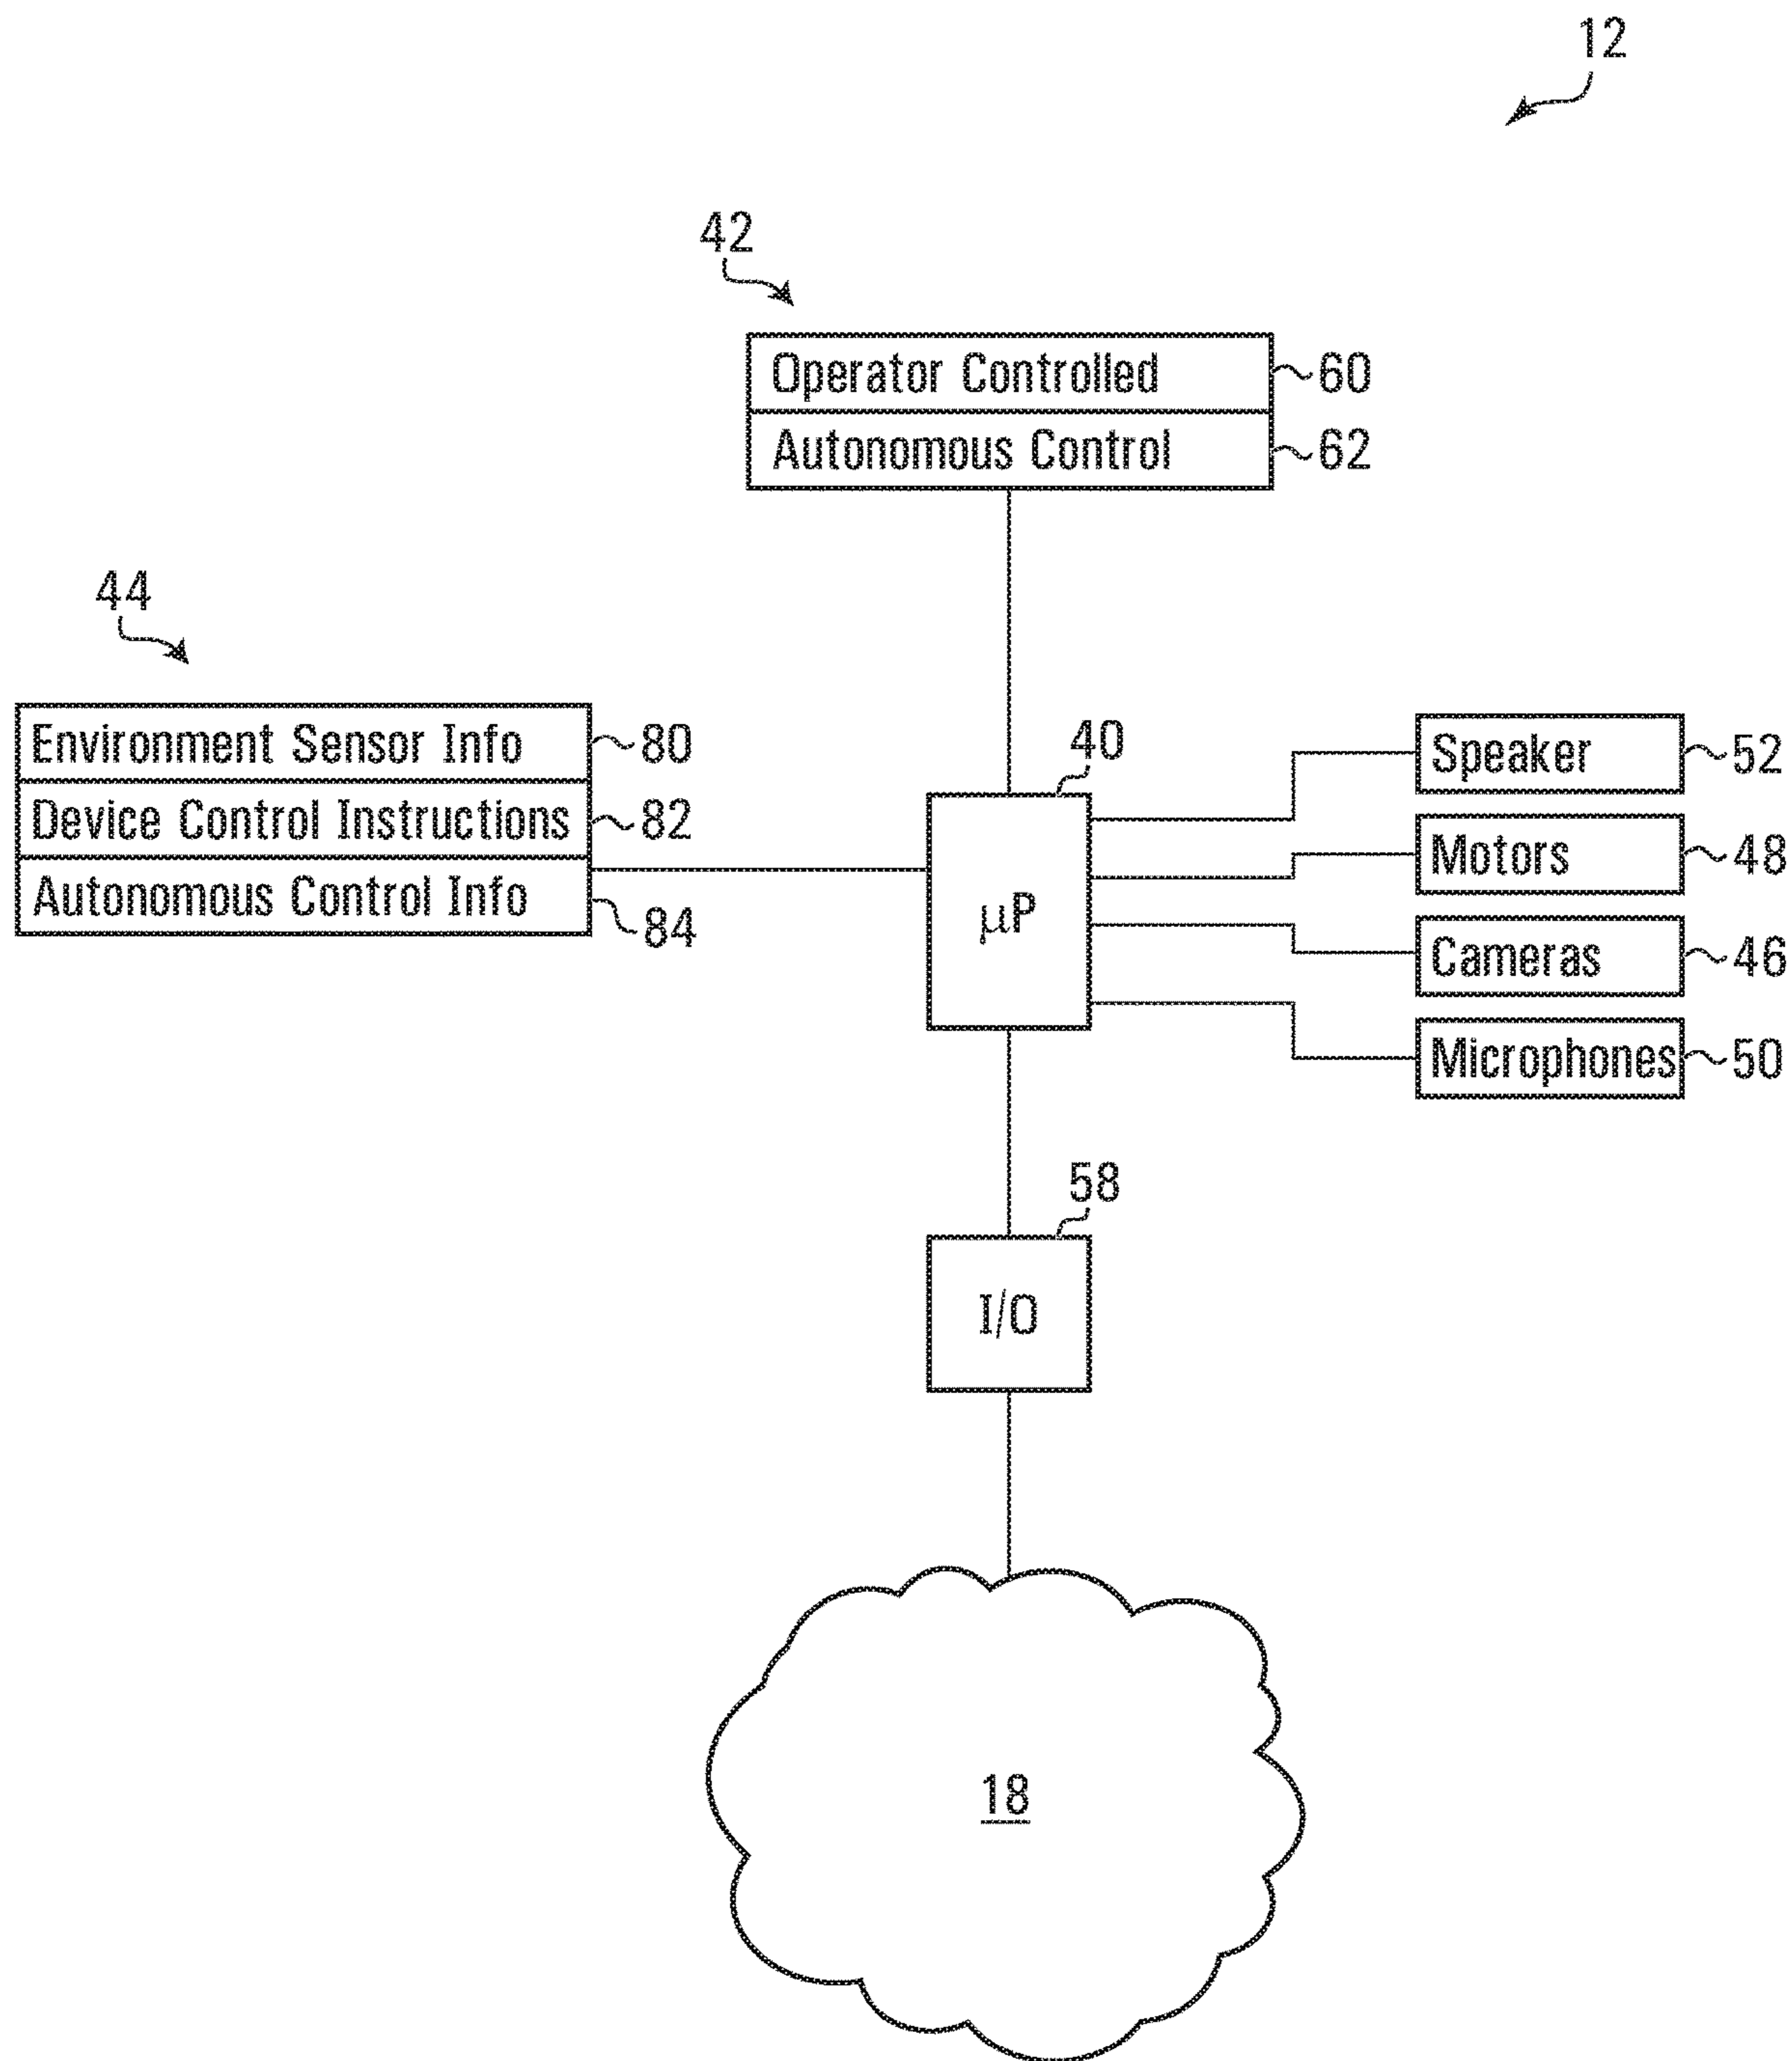 12
42
Operator Controlled 60
Autonomous Control 62
44
Environment Sensor Info 80
Device Control Instructions 82
Autonomous Control Info 84
40
μP
Speaker 52
Motors 48
Cameras 46
Microphones 50
58
I/O
18